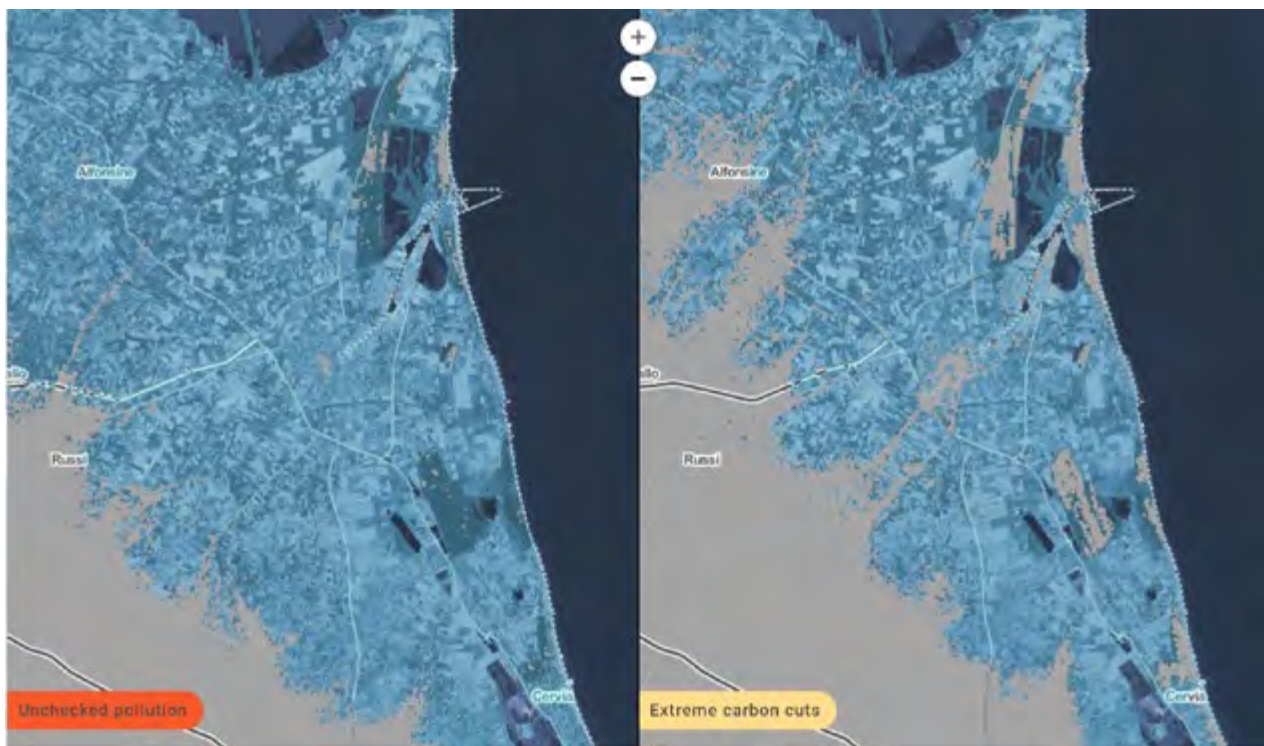 +
−
Alfonsine
Alfonsine
Russi
Russi
Cervia
Cervia
Unchecked pollution
Extreme carbon cuts